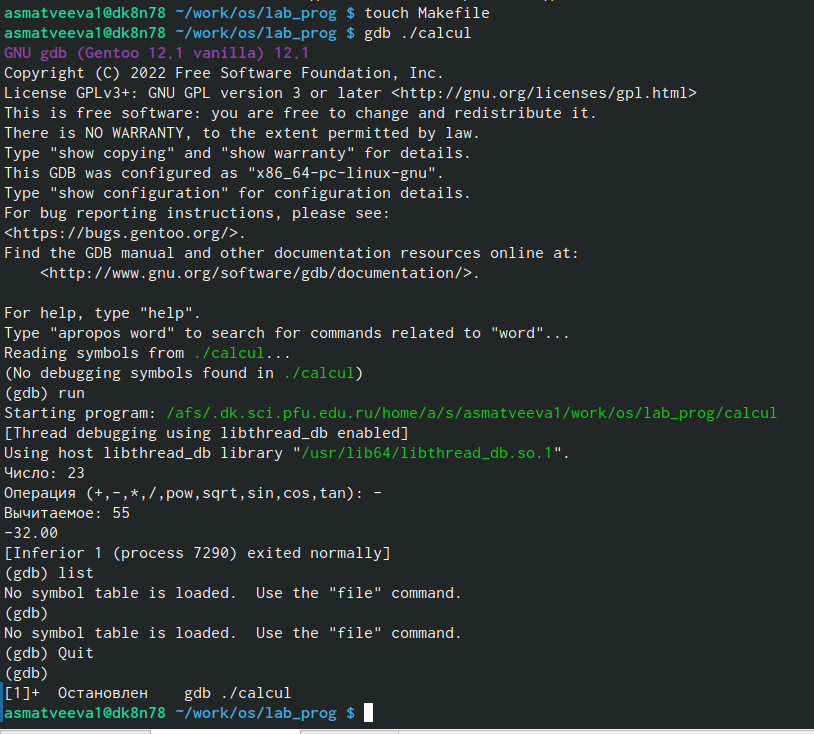 asmatveeva1@dk8n78 ~/work/os/lab_prog $ touch Makefile
asmatveeva1@dk8n78 ~/work/os/lab_prog $ gdb ./calcul
GNU gdb (Gentoo 12.1 vanilla) 12.1
Copyright (C) 2022 Free Software Foundation, Inc.
License GPLv3+: GNU GPL version 3 or later <http://gnu.org/licenses/gpl.html>
This is free software: you are free to change and redistribute it.
There is NO WARRANTY, to the extent permitted by law.
Type "show copying" and "show warranty" for details.
This GDB was configured as "x86_64-pc-linux-gnu".
Type "show configuration" for configuration details.
For bug reporting instructions, please see:
<https://bugs.gentoo.org/>.
Find the GDB manual and other documentation resources online at:
    <http://www.gnu.org/software/gdb/documentation/>.

For help, type "help".
Type "apropos word" to search for commands related to "word"...
Reading symbols from ./calcul...
(No debugging symbols found in ./calcul)
(gdb) run
Starting program: /afs/.dk.sci.pfu.edu.ru/home/a/s/asmatveeva1/work/os/lab_prog/calcul
[Thread debugging using libthread_db enabled]
Using host libthread_db library "/usr/lib64/libthread_db.so.1".
Число: 23
Операция (+,-,*,/,pow,sqrt,sin,cos,tan): -
Вычитаемое: 55
-32.00
[Inferior 1 (process 7290) exited normally]
(gdb) list
No symbol table is loaded.  Use the "file" command.
(gdb)
No symbol table is loaded.  Use the "file" command.
(gdb) Quit
(gdb)
[1]+  Остановлен    gdb ./calcul
asmatveeva1@dk8n78 ~/work/os/lab_prog $